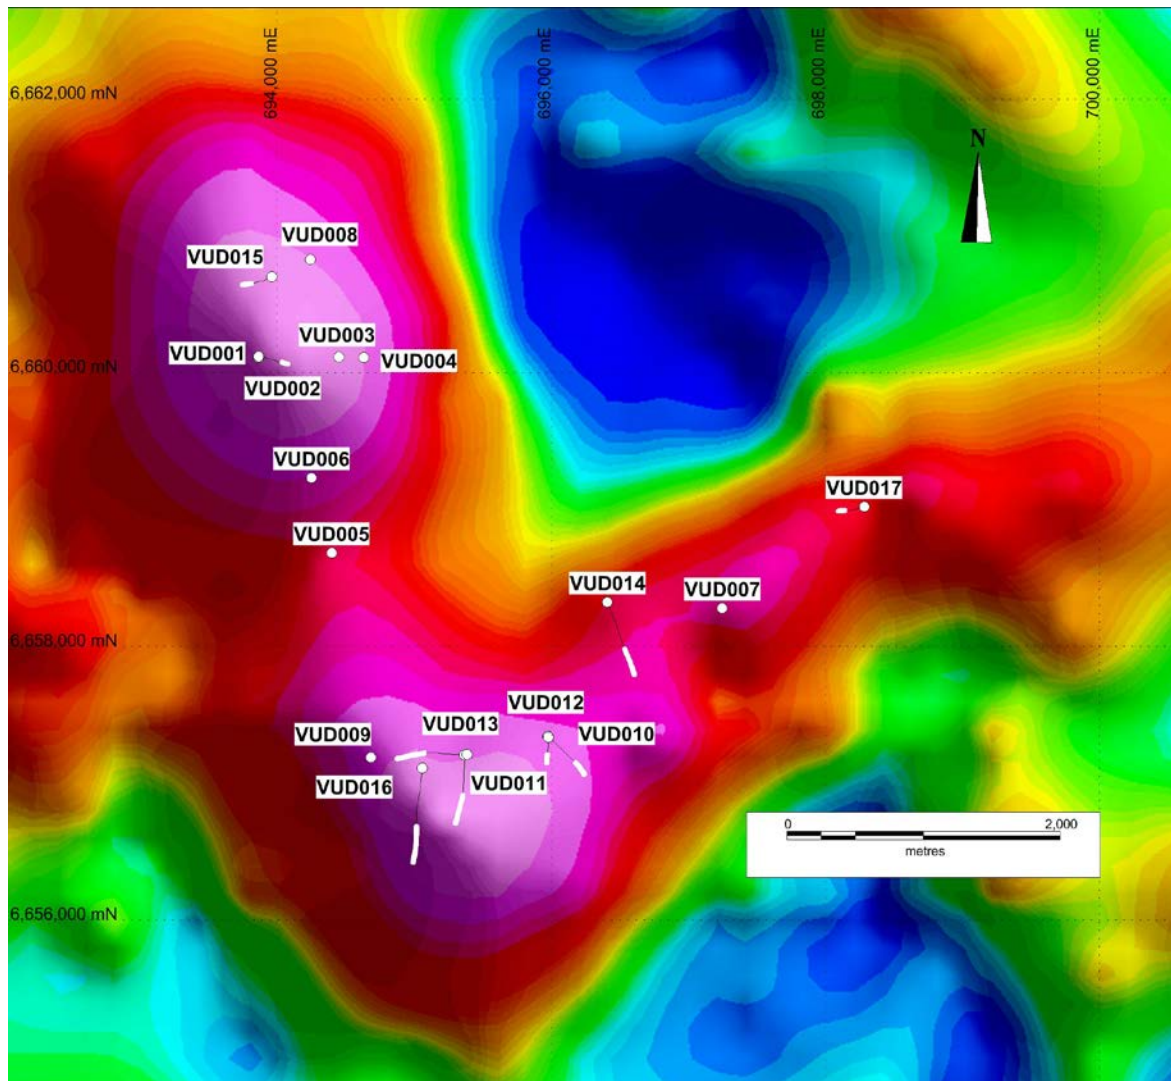 694,000 mE
696,000 mE
698,000 mE
700,000 mE
6,662,000 mN
N
VUD008
VUD015
VUD003
VUD001
VUD004
6,660,000 mN
VUD002
VUD006
VUD017
VUD005
VUD014
VUD007
6,658,000 mN
VUD012
VUD013
VUD009
VUD010
VUD016
VUD011
0
2,000
metres
6,656,000 mN